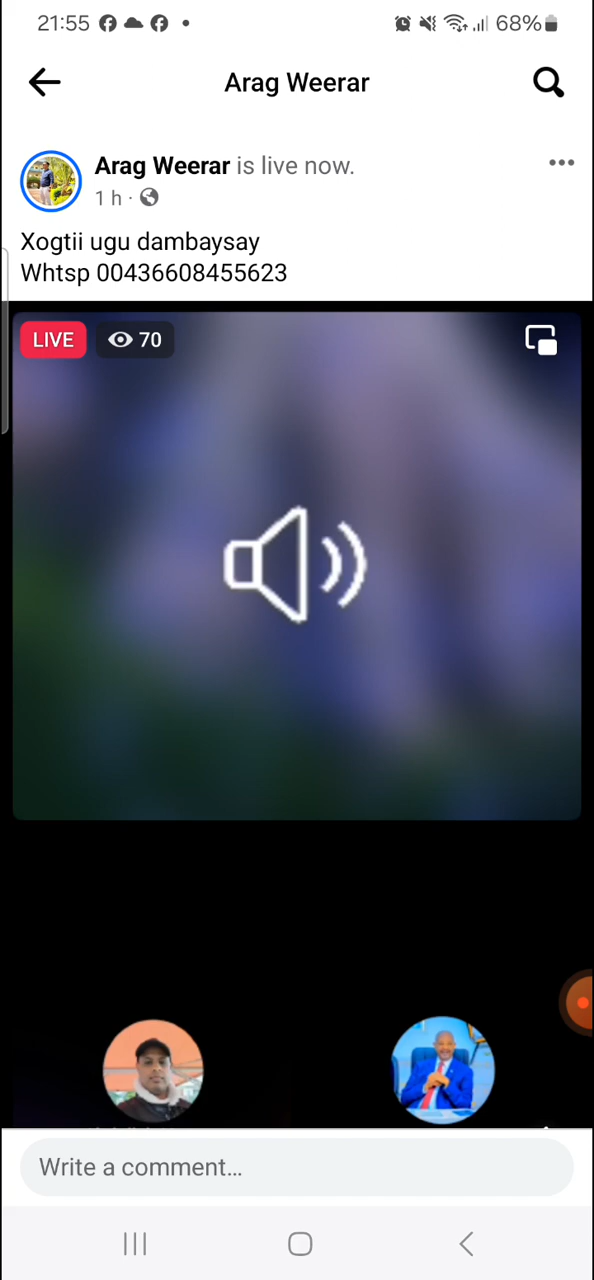 21:55
68%
Arag Weerar
Arag Weerar is live now.
1 h ·
Xogtii ugu dambaysay
Whtsp 00436608455623
LIVE
70
Write a comment...